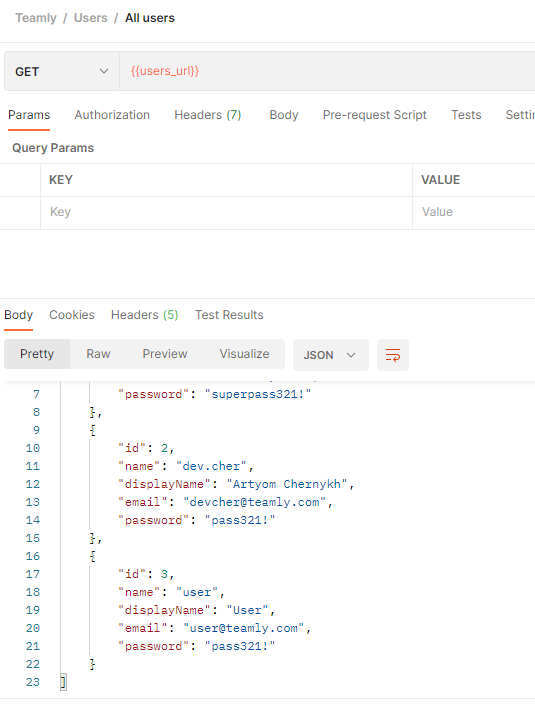 Teamly / Users / All users
GET {{users_url}}
Params Authorization Headers (7) Body Pre-request Script Tests
Query Params
KEY VALUE
Key Value
Body Cookies Headers (5) Test Results
Pretty Raw Preview Visualize JSON
7 "password": "superpass321!"
8 },
9 {
10 "id": 2,
11 "name": "dev.cher",
12 "displayName": "Artyom Chernykh",
13 "email": "devcher@teamly.com",
14 "password": "pass321!"
15 },
16 {
17 "id": 3,
18 "name": "user",
19 "displayName": "User",
20 "email": "user@teamly.com",
21 "password": "pass321!"
22 }
23 ]